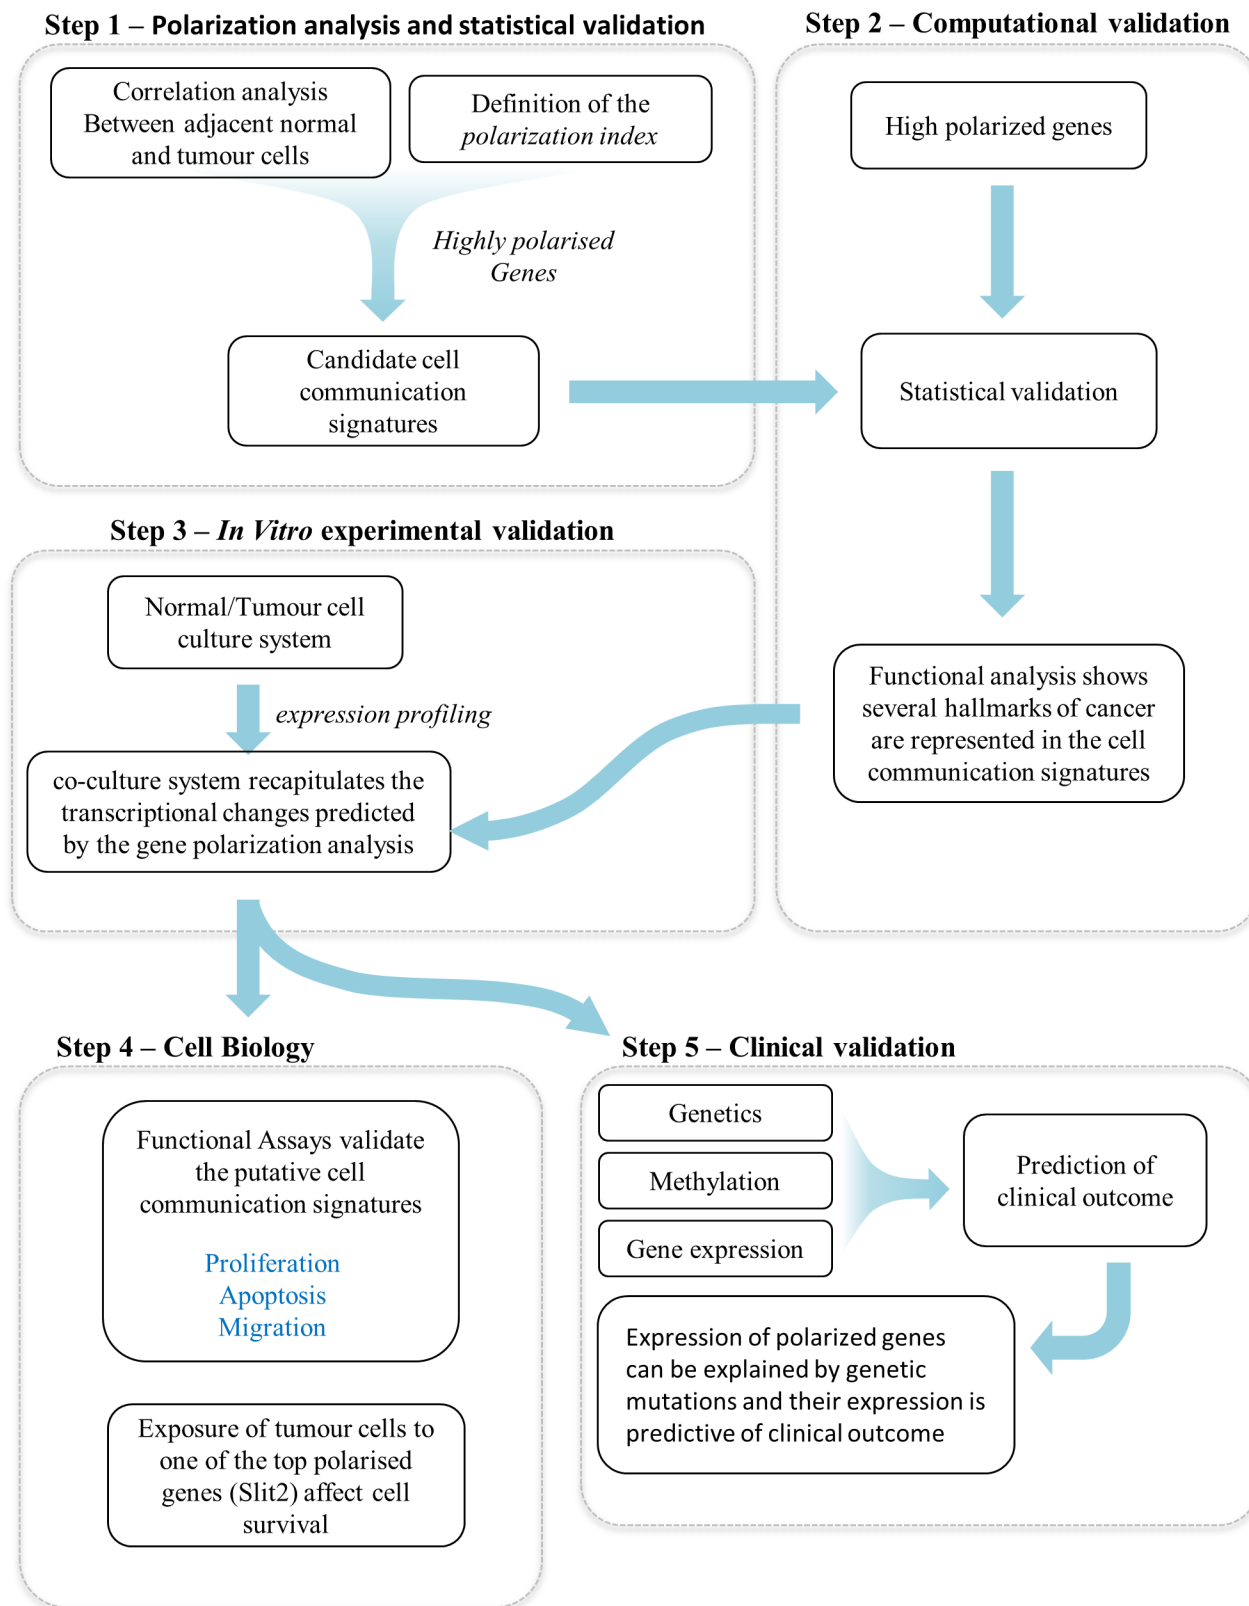 Step 1 – Polarization analysis and statistical validation
Correlation analysis
Between adjacent normal
and tumour cells
Definition of the
polarization index
Highly polarised
Genes
Candidate cell
communication
signatures
Step 2 – Computational validation
High polarized genes
Statistical validation
Functional analysis shows
several hallmarks of cancer
are represented in the cell
communication signatures
Step 3 – In Vitro experimental validation
Normal/Tumour cell
culture system
expression profiling
co-culture system recapitulates the
transcriptional changes predicted
by the gene polarization analysis
Step 4 – Cell Biology
Functional Assays validate
the putative cell
communication signatures
Proliferation
Apoptosis
Migration
Exposure of tumour cells to
one of the top polarised
genes (Slit2) affect cell
survival
Step 5 – Clinical validation
Genetics
Methylation
Gene expression
Prediction of
clinical outcome
Expression of polarized genes
can be explained by genetic
mutations and their expression is
predictive of clinical outcome